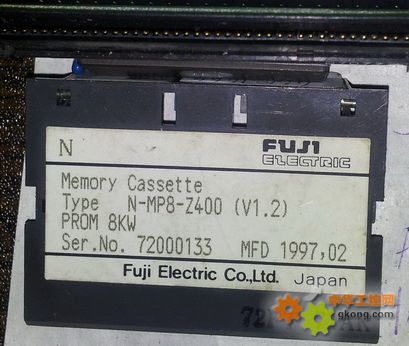 N
FUJI
ELECTRIC
Memory Cassette
Type N-MP8-Z400 (V1.2)
PROM 8KW
Ser.No. 72000133 MFD 1997,02
Fuji Electric Co.,Ltd. Japan
中华工控网
gkong.com